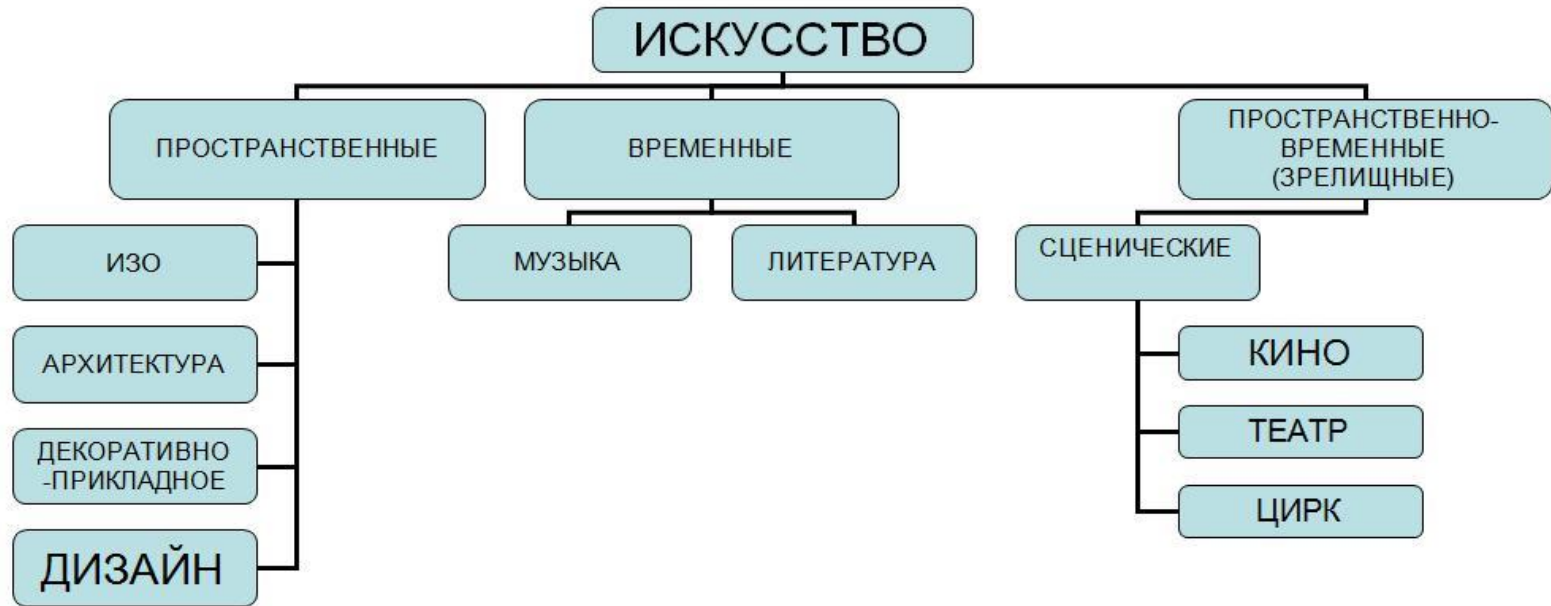 ИСКУССТВО
ПРОСТРАНСТВЕННЫЕ
ВРЕМЕННЫЕ
ПРОСТРАНСТВЕННО-
ВРЕМЕННЫЕ
(ЗРЕЛИЩНЫЕ)
ИЗО
АРХИТЕКТУРА
ДЕКОРАТИВНО
-ПРИКЛАДНОЕ
ДИЗАЙН
МУЗЫКА
ЛИТЕРАТУРА
СЦЕНИЧЕСКИЕ
КИНО
ТЕАТР
ЦИРК